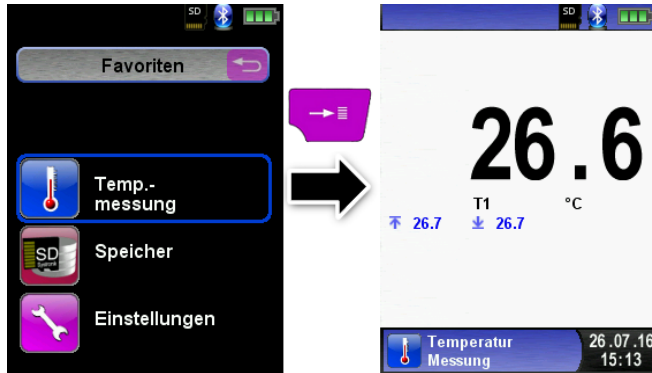 SD
Favoriten
Temp.-
messung
SD
Speicher
Einstellungen
SD
26.6
T1 °C
26.7 26.7
Temperatur
Messung
26.07.16
15:13